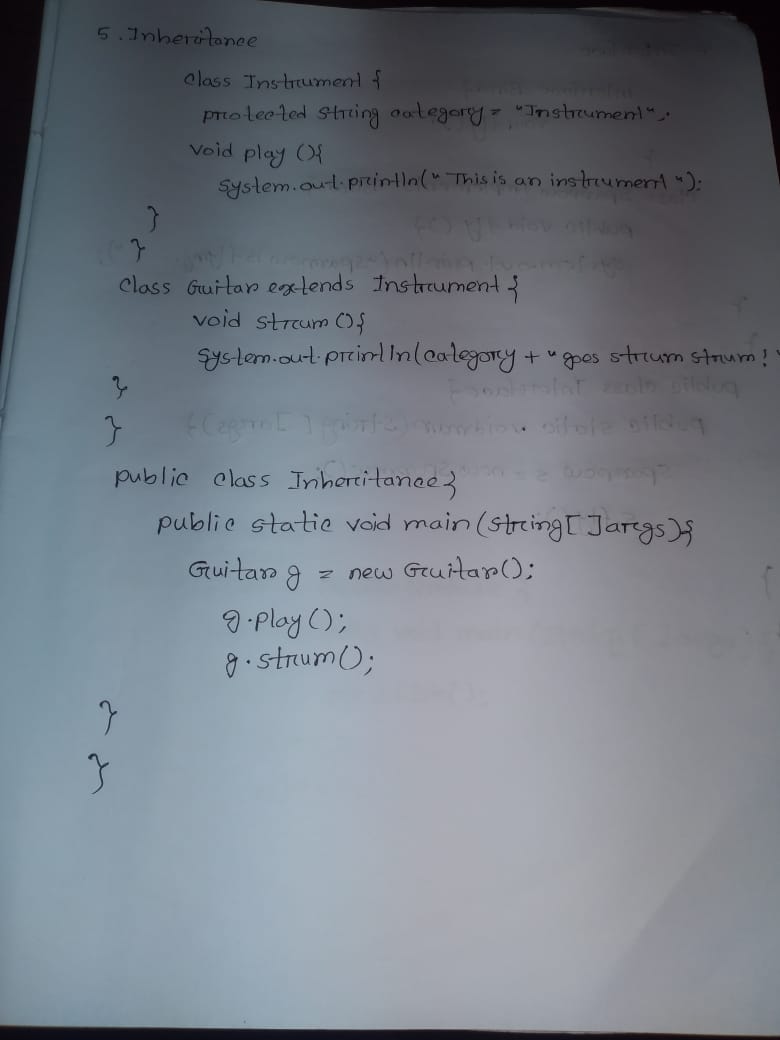 5. Inheritance
class Instrument {
protected string category = "Instrument";
void play (){
System.out.println("This is an instrument");
}
}
class Guitar extends Instrument {
void strum (){
System.out.println(category + " goes strum strum!"
}
}
public class Inheritance{
public static void main(string[]args){
Guitar g = new Guitar();
g.play();
g.strum();
}
}